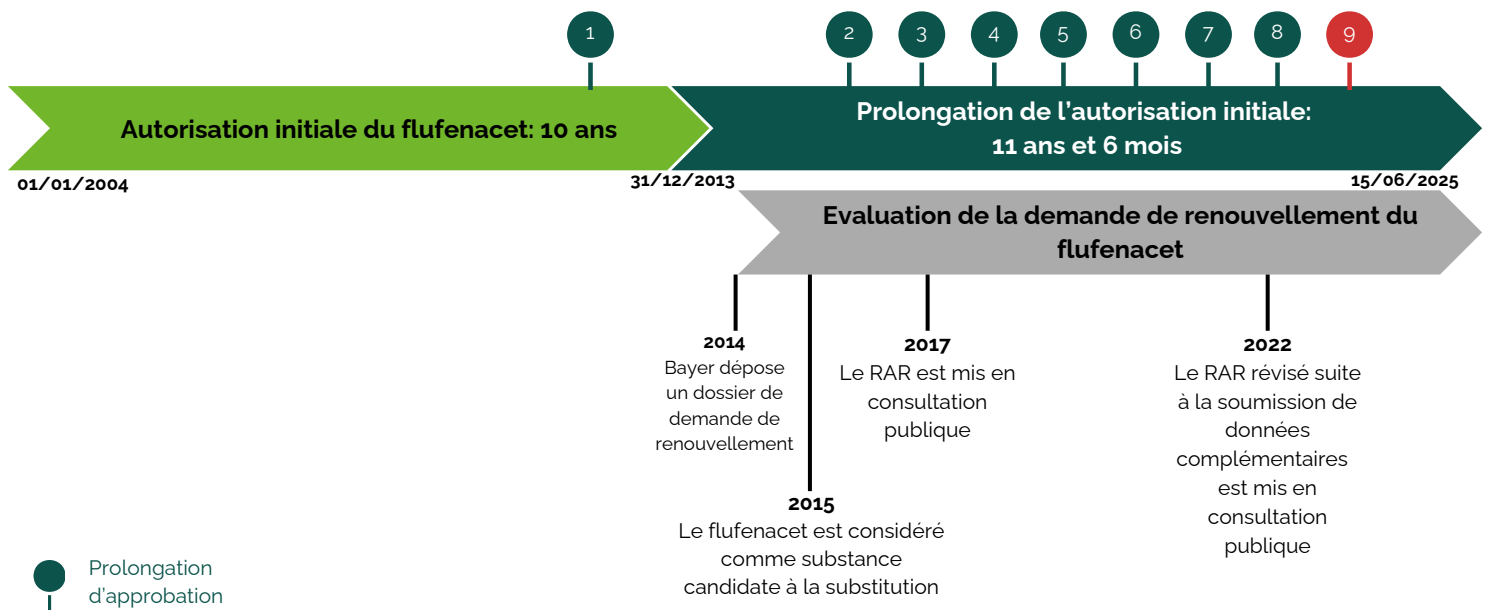 1
2
3
4
5
6
7
8
9
Autorisation initiale du flufenacet: 10 ans
Prolongation de l'autorisation initiale:
11 ans et 6 mois
01/01/2004
31/12/2013
15/06/2025
Evaluation de la demande de renouvellement du
flufenacet
2014
Bayer dépose
un dossier de
demande de
renouvellement
2015
Le flufenacet est considéré
comme substance
candidate à la substitution
2017
Le RAR est mis en
consultation
publique
2022
Le RAR révisé suite
à la soumission de
données
complémentaires
est mis en
consultation
publique
Prolongation
d'approbation